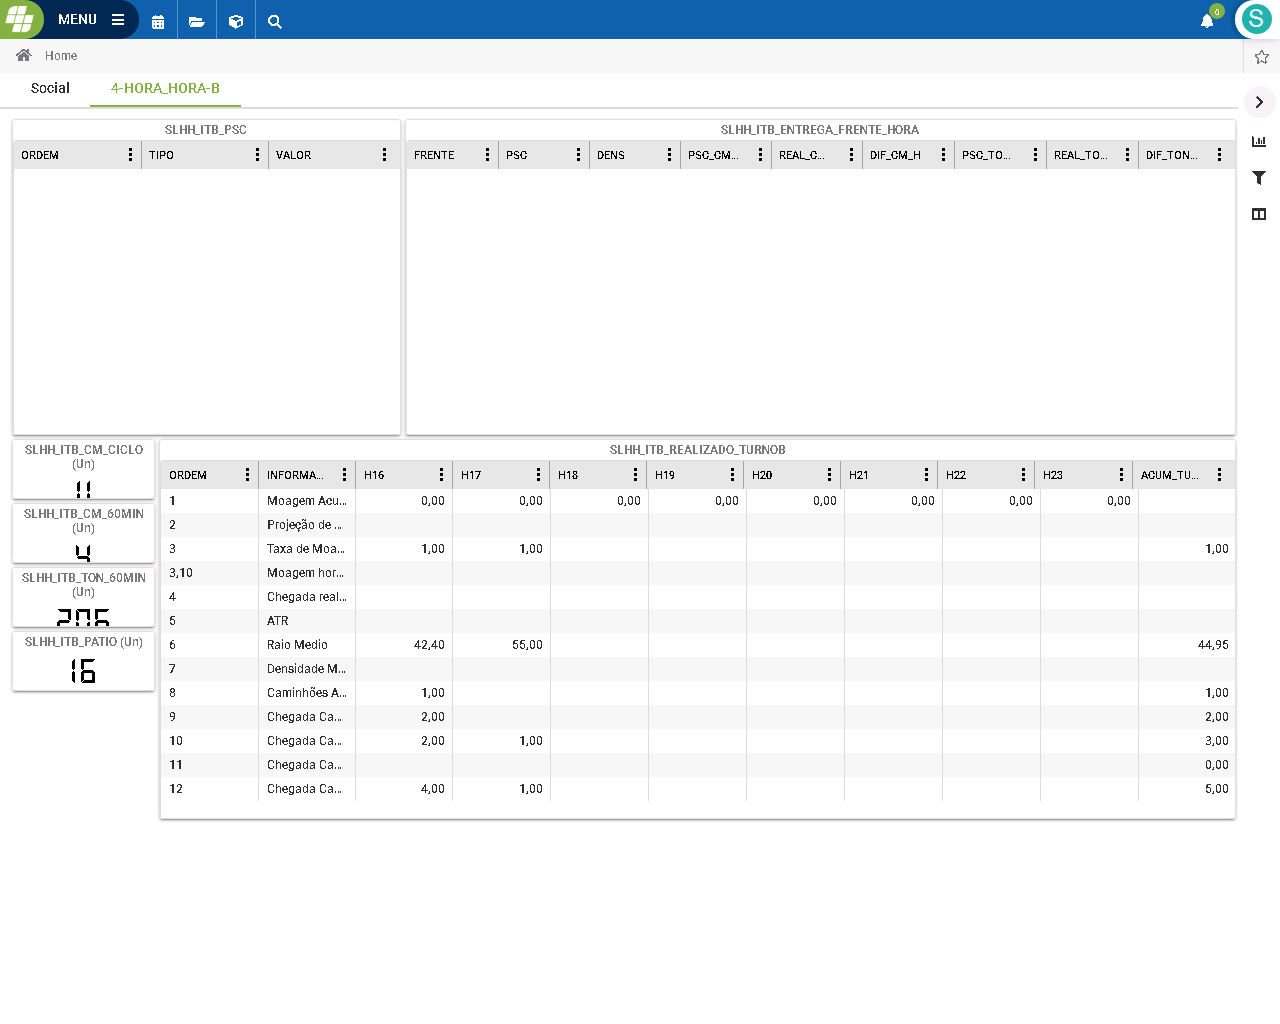 MENU
0
S
Home
Social 4-HORA_HORA-B
SLHH_ITB_PSC
ORDEM TIPO VALOR
SLHH_ITB_ENTREGA_FRENTE_HORA
FRENTE PSC DENS PSC_CM... REAL_C... DIF_CM_H PSC_TO... REAL_TO... DIF_TON...
SLHH_ITB_CM_CICLO
(Un)
11
SLHH_ITB_CM_60MIN
(Un)
4
SLHH_ITB_TON_60MIN
(Un)
206
SLHH_ITB_PATIO (Un)
16
SLHH_ITB_REALIZADO_TURNOB
ORDEM INFORMA... H16 H17 H18 H19 H20 H21 H22 H23 ACUM_TU...
1 Moagem Acu... 0,00 0,00 0,00 0,00 0,00 0,00 0,00 0,00
2 Projeção de ...
3 Taxa de Moa... 1,00 1,00 1,00
3,10 Moagem hor...
4 Chegada real...
5 ATR
6 Raio Medio 42,40 55,00 44,95
7 Densidade M...
8 Caminhões A... 1,00 1,00
9 Chegada Ca... 2,00 2,00
10 Chegada Ca... 2,00 1,00 3,00
11 Chegada Ca... 0,00
12 Chegada Ca... 4,00 1,00 5,00